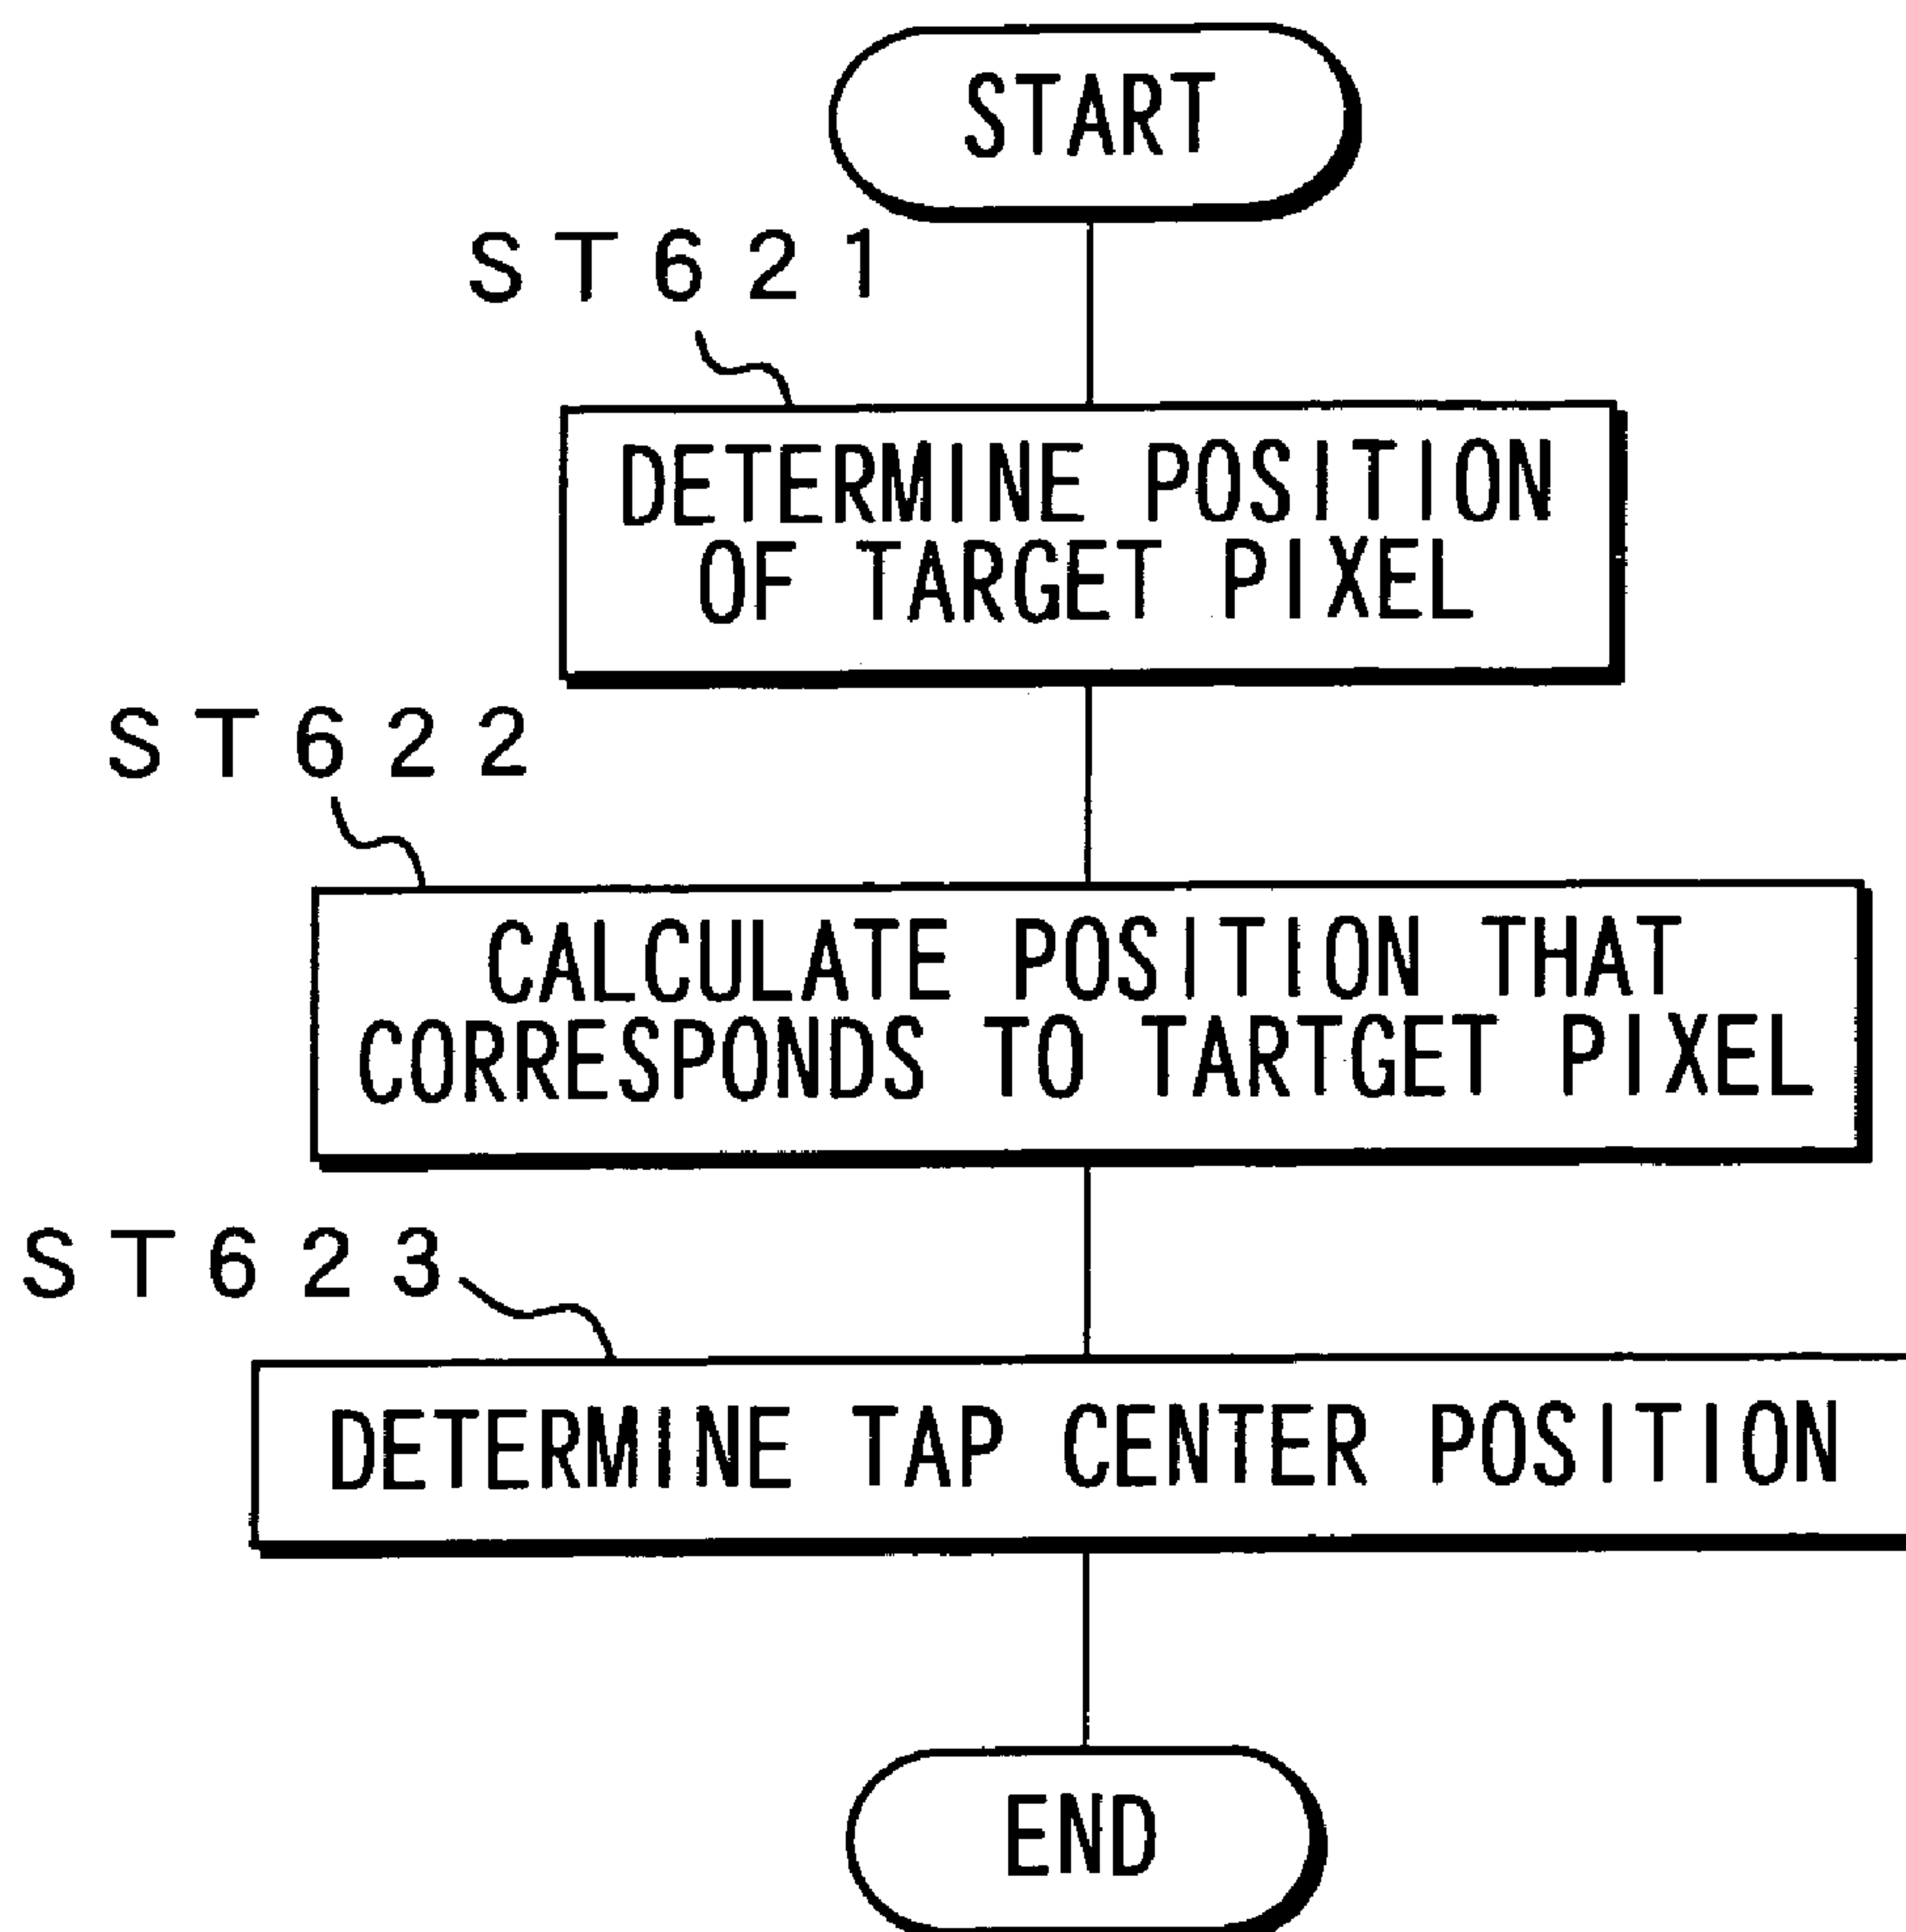 START
ST621
DETERMINE POSITION
OF TARGET PIXEL
ST622
CALCULATE POSITION THAT
CORRESPONDS TO TARTGET PIXEL
ST623
DETERMINE TAP CENTER POSITION
END